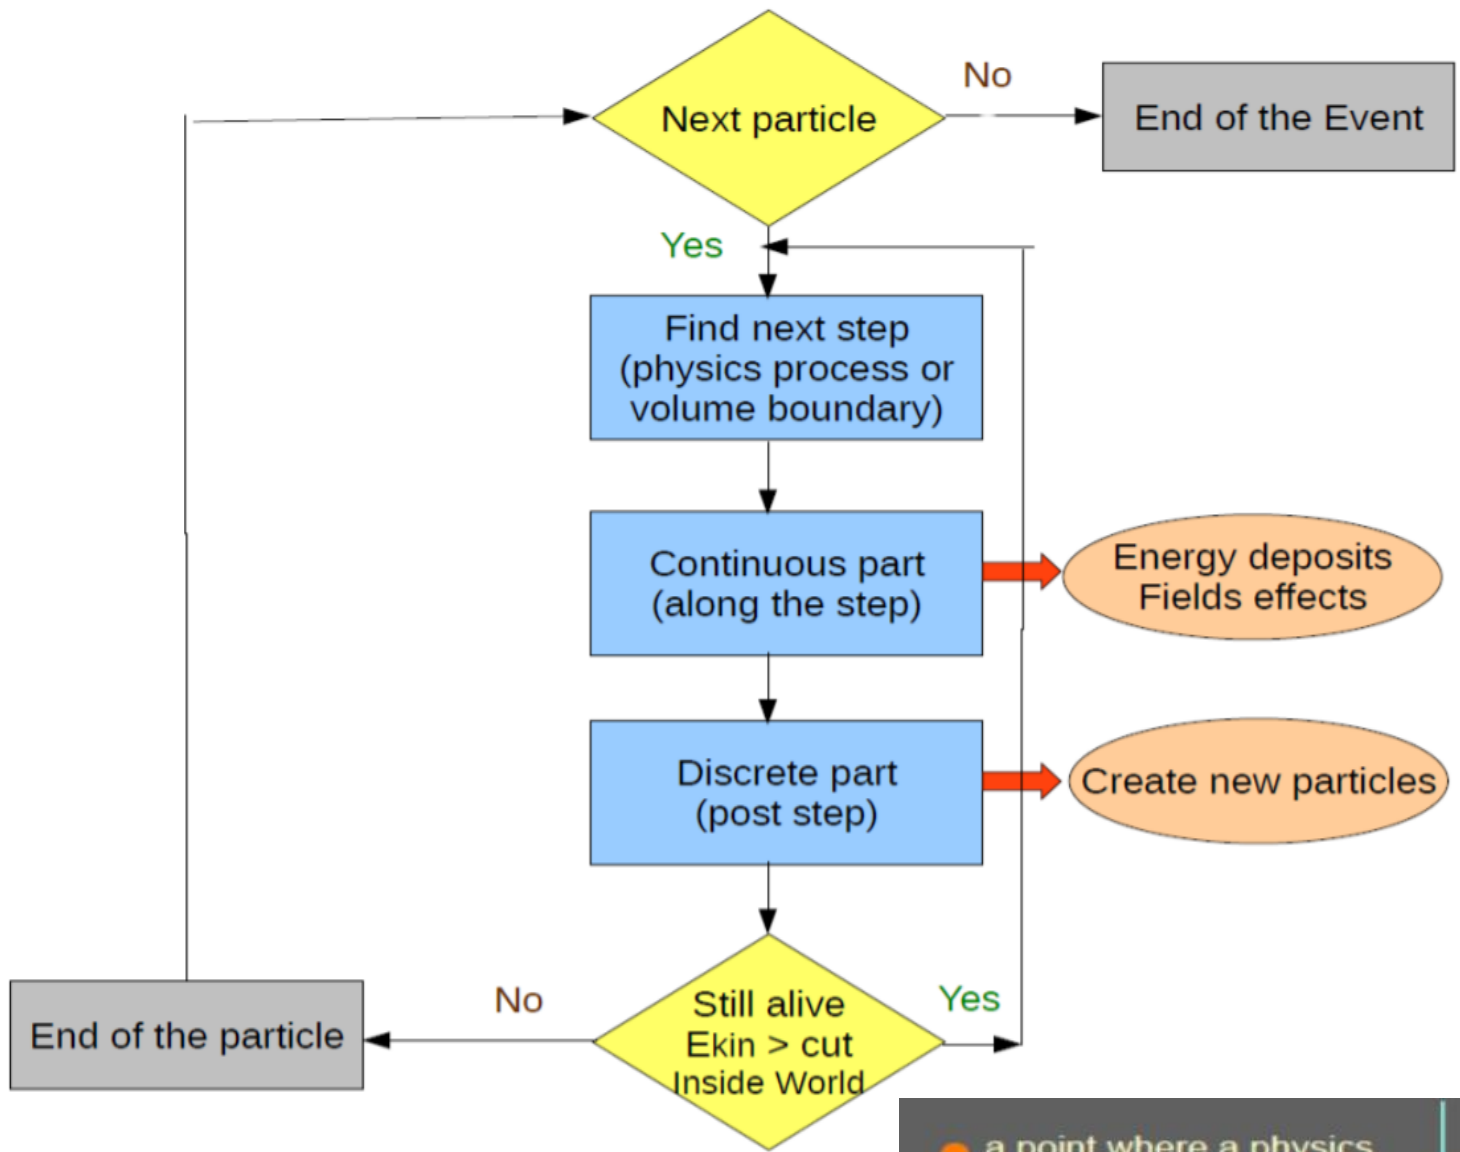 Next particle
No
End of the Event
Yes
Find next step
(physics process or
volume boundary)
Continuous part
(along the step)
Energy deposits
Fields effects
Discrete part
(post step)
Create new particles
Still alive
Ekin > cut
Inside World
No
Yes
End of the particle
a point where a physics